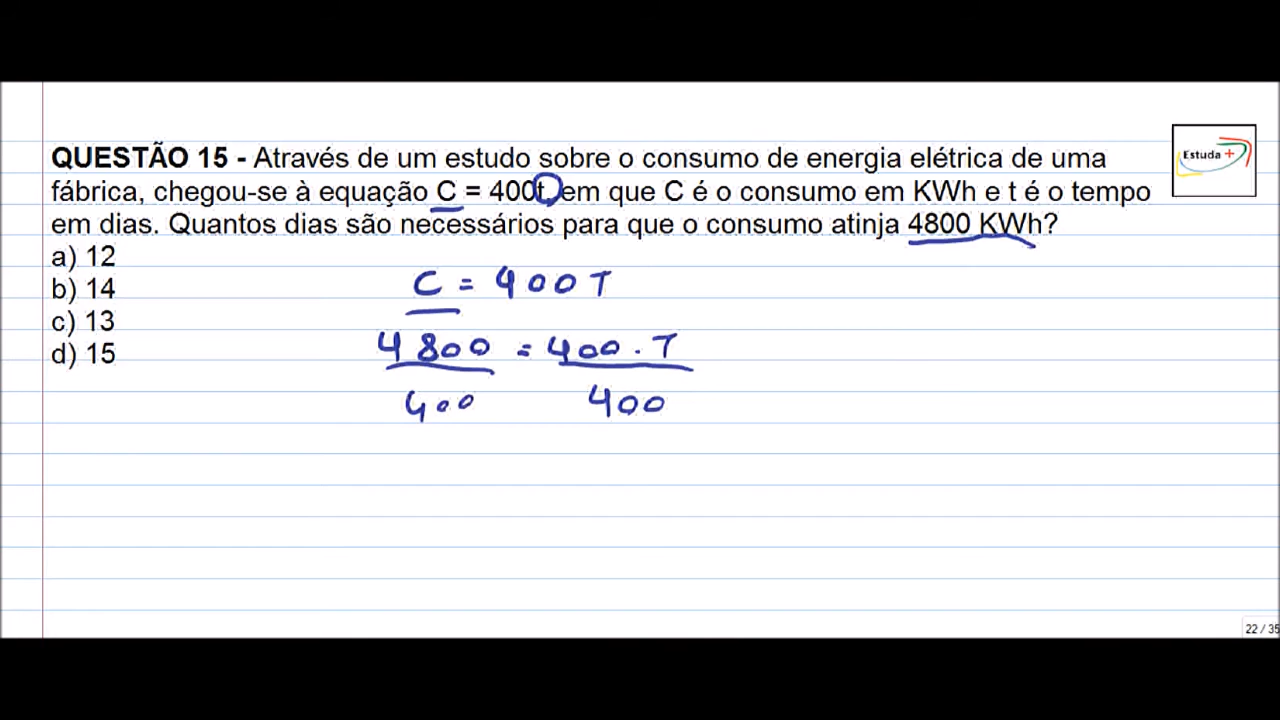 QUESTÃO 15 - Através de um estudo sobre o consumo de energia elétrica de uma
fábrica, chegou-se à equação C = 400t, em que C é o consumo em KWh e t é o tempo
em dias. Quantos dias são necessários para que o consumo atinja 4800 KWh?
a) 12
b) 14
c) 13
d) 15
C = 400 T
4800 = 400 . T
400 400
Estuda +
22 / 35